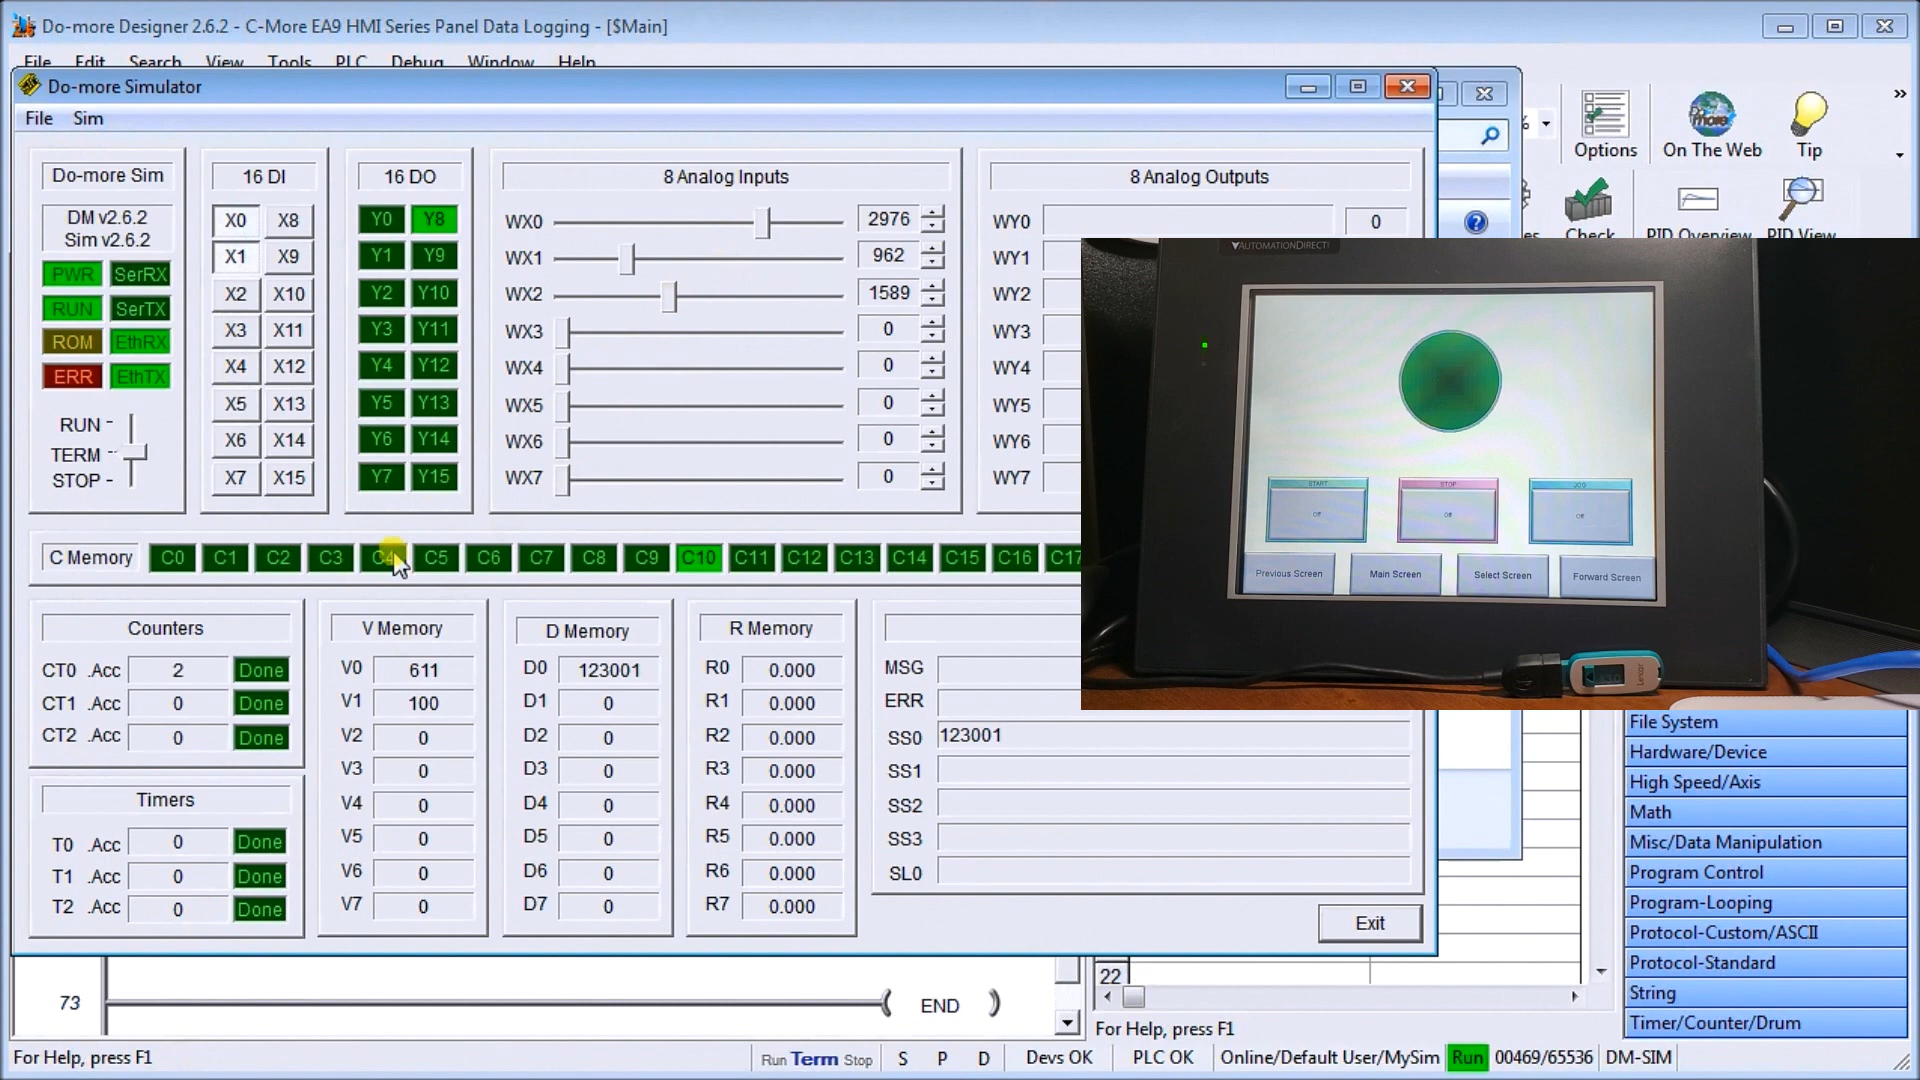 Do-more Designer 2.6.2 - C-More EA9 HMI Series Panel Data Logging - [$Main]
File Edit Search View Tools PLC Debug Window Help
Do-more Simulator
File Sim
Options On The Web Tip
Check PID Overview PID View
Do-more Sim
DM v2.6.2
Sim v2.6.2
PWR SerRX
RUN SerTX
ROM EthRX
ERR EthTX
RUN
TERM
STOP
16 DI
X0 X8
X1 X9
X2 X10
X3 X11
X4 X12
X5 X13
X6 X14
X7 X15
16 DO
Y0 Y8
Y1 Y9
Y2 Y10
Y3 Y11
Y4 Y12
Y5 Y13
Y6 Y14
Y7 Y15
8 Analog Inputs
WX0 2976
WX1 962
WX2 1589
WX3 0
WX4 0
WX5 0
WX6 0
WX7 0
8 Analog Outputs
WY0 0
WY1
WY2
WY3
WY4
WY5
WY6
WY7
AUTOMATIONDIRECT
START STOP JOG
Off Off Off
Previous Screen Main Screen Select Screen Forward Screen
Lexar
C Memory C0 C1 C2 C3 C4 C5 C6 C7 C8 C9 C10 C11 C12 C13 C14 C15 C16 C17
Counters
CT0 .Acc 2 Done
CT1 .Acc 0 Done
CT2 .Acc 0 Done
Timers
T0 .Acc 0 Done
T1 .Acc 0 Done
T2 .Acc 0 Done
V Memory
V0 611
V1 100
V2 0
V3 0
V4 0
V5 0
V6 0
V7 0
D Memory
D0 123001
D1 0
D2 0
D3 0
D4 0
D5 0
D6 0
D7 0
R Memory
R0 0.000
R1 0.000
R2 0.000
R3 0.000
R4 0.000
R5 0.000
R6 0.000
R7 0.000
MSG
ERR
SS0 123001
SS1
SS2
SS3
SL0
Exit
File System
Hardware/Device
High Speed/Axis
Math
Misc/Data Manipulation
Program Control
Program-Looping
Protocol-Custom/ASCII
Protocol-Standard
String
Timer/Counter/Drum
73 END
22
For Help, press F1
For Help, press F1 Run Term Stop S P D Devs OK PLC OK Online/Default User/MySim Run 00469/65536 DM-SIM